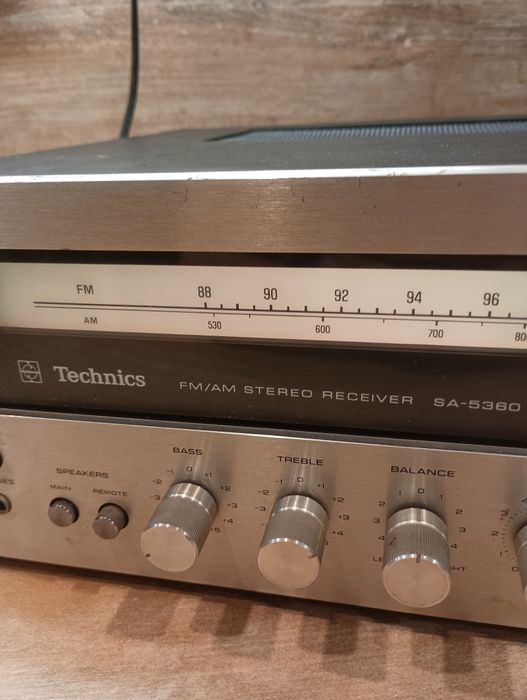 FM 88 90 92 94 96
AM 530 600 700 80
Technics FM/AM STEREO RECEIVER SA-5360
BASS TREBLE BALANCE
SPEAKERS
MAIN REMOTE
-3 -2 -1 0 +1 +2 +3 +4 +5
-3 -2 -1 0 +1 +2 +3 +4
2 1 0 1 2 3 4